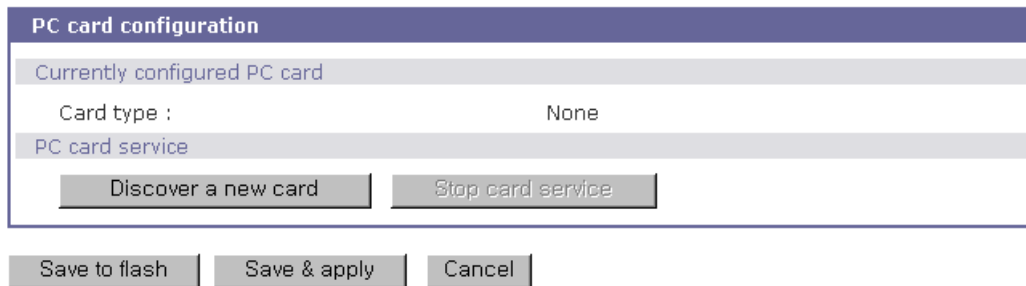 PC card configuration
Currently configured PC card
Card type : None
PC card service
Discover a new card Stop card service
Save to flash Save & apply Cancel